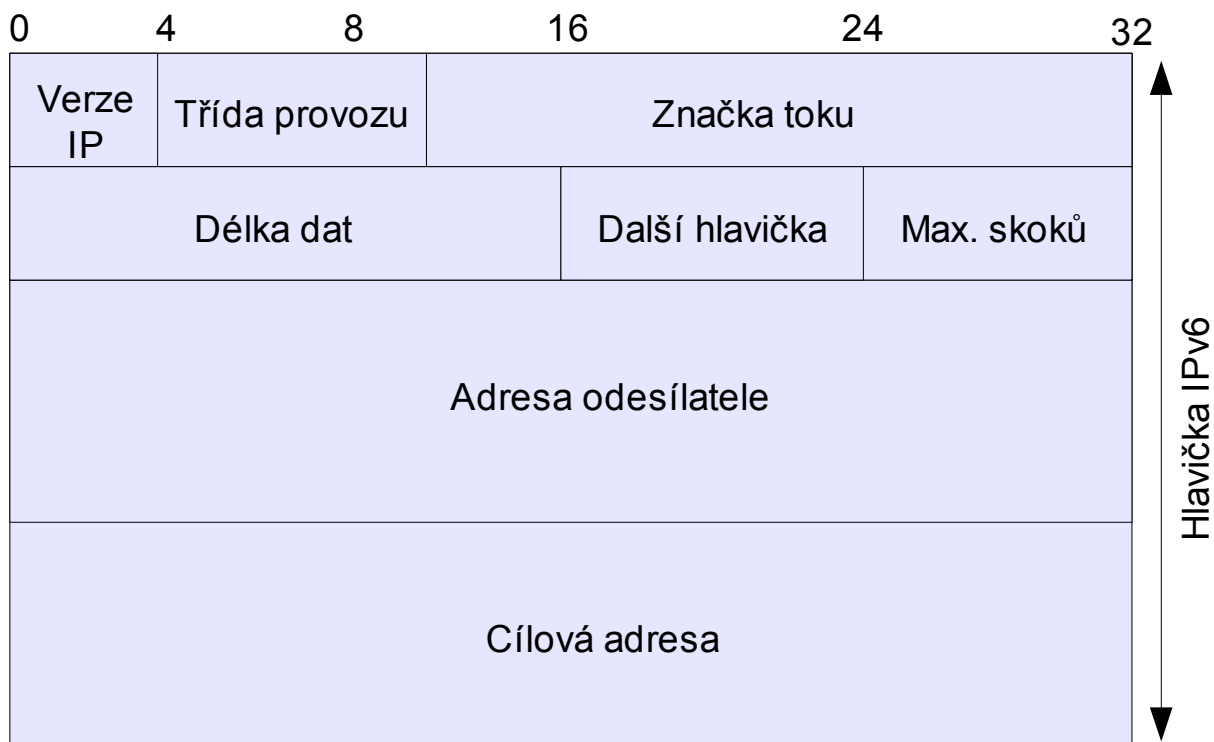 0 4 8 16 24 32
Verze
IP
Třída provozu
Značka toku
Délka dat
Další hlavička
Max. skoků
Adresa odesílatele
Cílová adresa
Hlavička IPv6